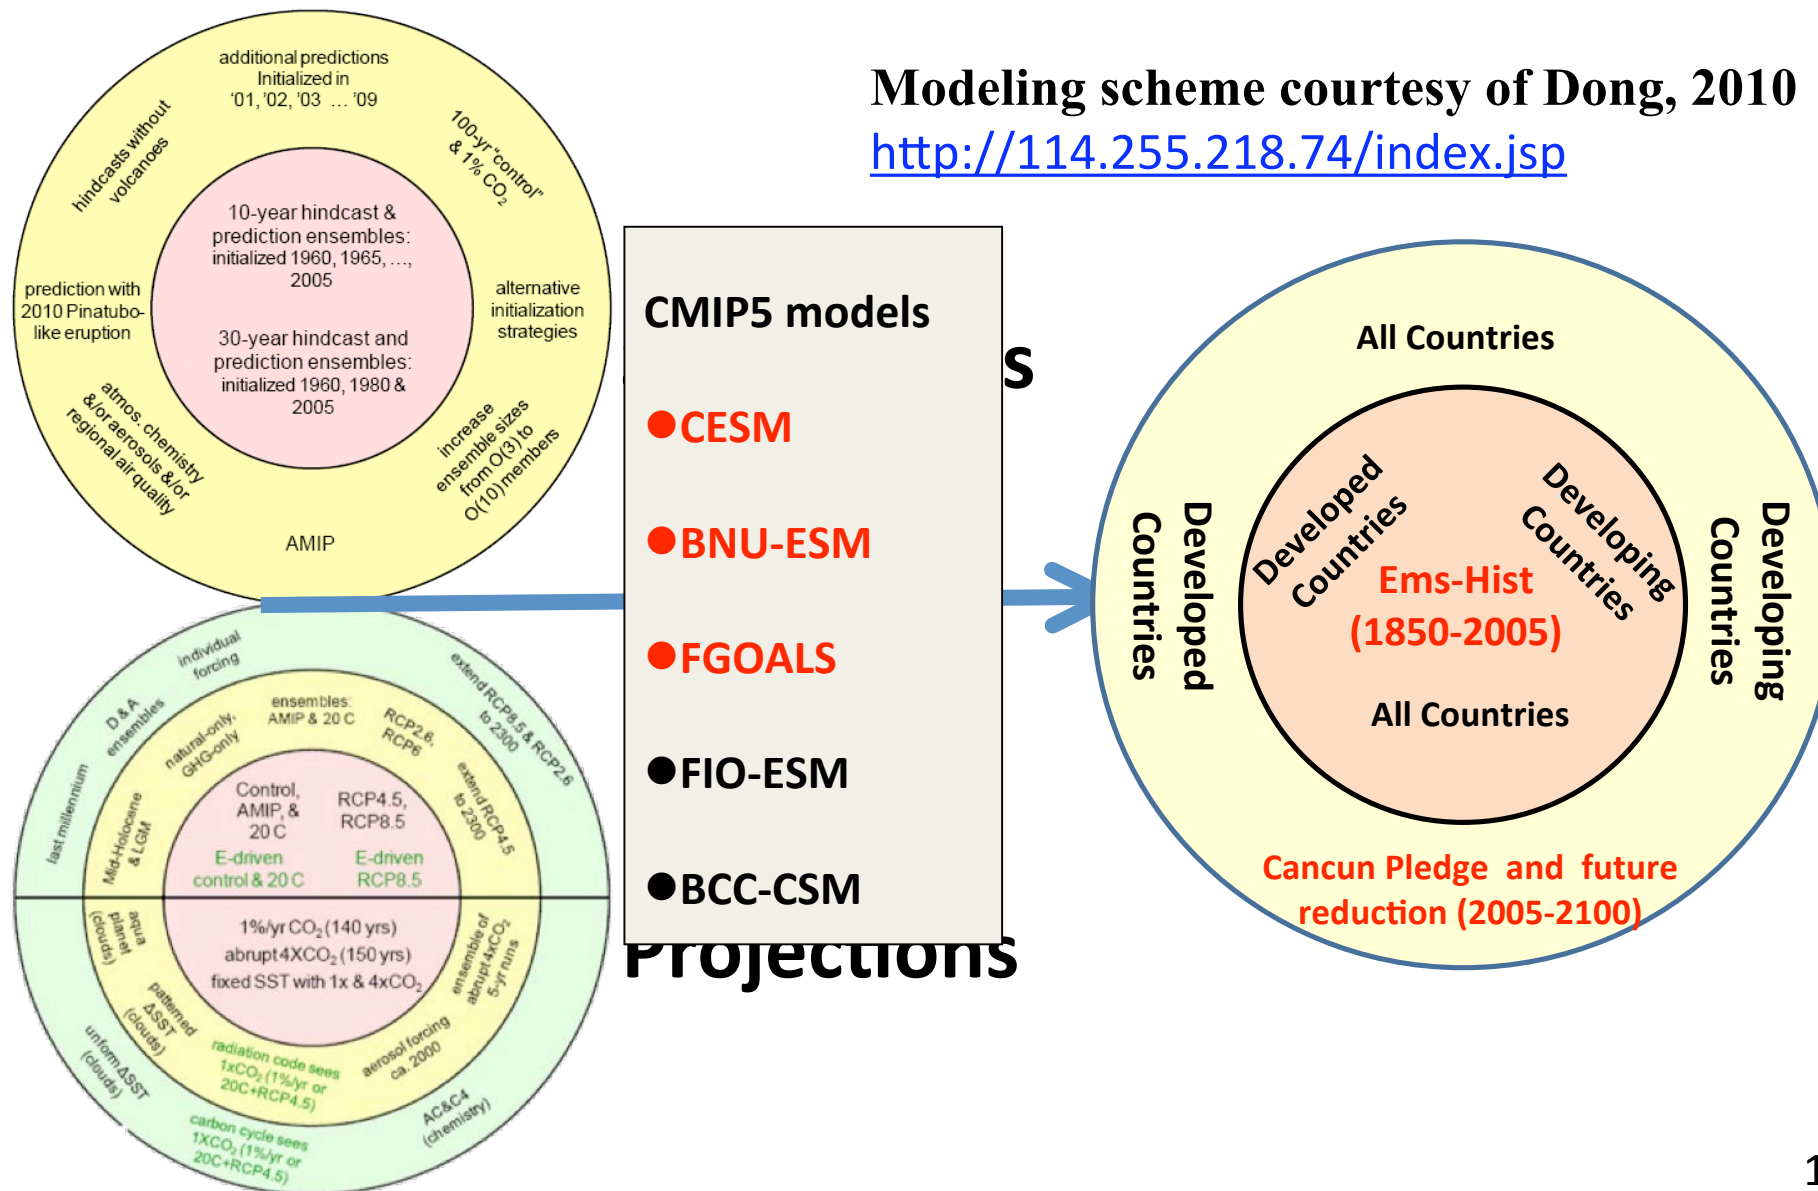 Modeling scheme courtesy of Dong, 2010
http://114.255.218.74/index.jsp
additional predictions
Initialized in
'01, '02, '03 ... '09
hindcasts without
volcanoes
100-yr "control"
& 1% CO₂
10-year hindcast &
prediction ensembles:
initialized 1960, 1965, ...,
2005
30-year hindcast and
prediction ensembles:
initialized 1960, 1980 &
2005
prediction with
2010 Pinatubo-
like eruption
alternative
initialization
strategies
atmos. chemistry
&/or aerosols &/or
regional air quality
increase
ensemble sizes
from O(3) to
O(10) members
AMIP
individual
forcing
D & A
ensembles
last millennium
extend RCP8.5 & RCP2.6
to 2300
natural-only,
GHG-only
ensembles:
AMIP & 20 C
RCP2.6,
RCP6
extend RCP4.5
to 2300
Mid-Holocene
& LGM
Control,
AMIP, &
20 C
RCP4.5,
RCP8.5
E-driven
control & 20 C
E-driven
RCP8.5
1%/yr CO₂ (140 yrs)
abrupt 4XCO₂ (150 yrs)
fixed SST with 1x & 4xCO₂
aqua
planet
(clouds)
ensemble of
abrupt 4xCO₂
5-yr runs
patterned
ΔSST
(clouds)
aerosol forcing
ca. 2000
radiation code sees
1xCO₂ (1%/yr or
20C+RCP4.5)
unform ΔSST
(clouds)
AC&C4
(chemistry)
carbon cycle sees
1XCO₂ (1%/yr or
20C+RCP4.5)
CMIP5 models
s
●CESM
●BNU-ESM
●FGOALS
●FIO-ESM
●BCC-CSM
Projections
All Countries
Developed
Countries
Developing
Countries
Developed
Countries
Developing
Countries
Ems-Hist
(1850-2005)
All Countries
Cancun Pledge and future
reduction (2005-2100)
1